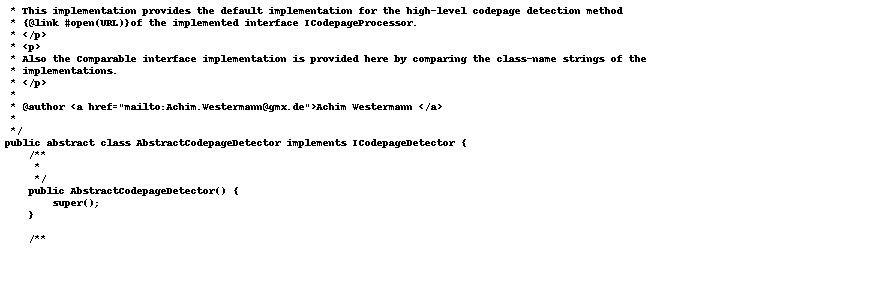 * This implementation provides the default implementation for the high-level codepage detection method
* {@link #open(URL)}of the implemented interface ICodepageProcessor.
* </p>
* <p>
* Also the Comparable interface implementation is provided here by comparing the class-name strings of the
* implementations.
* </p>
*
* @author <a href="mailto:Achim.Westermann@gmx.de">Achim Westermann </a>
*
*/
public abstract class AbstractCodepageDetector implements ICodepageDetector {
/**
*
*/
public AbstractCodepageDetector() {
super();
}
/**